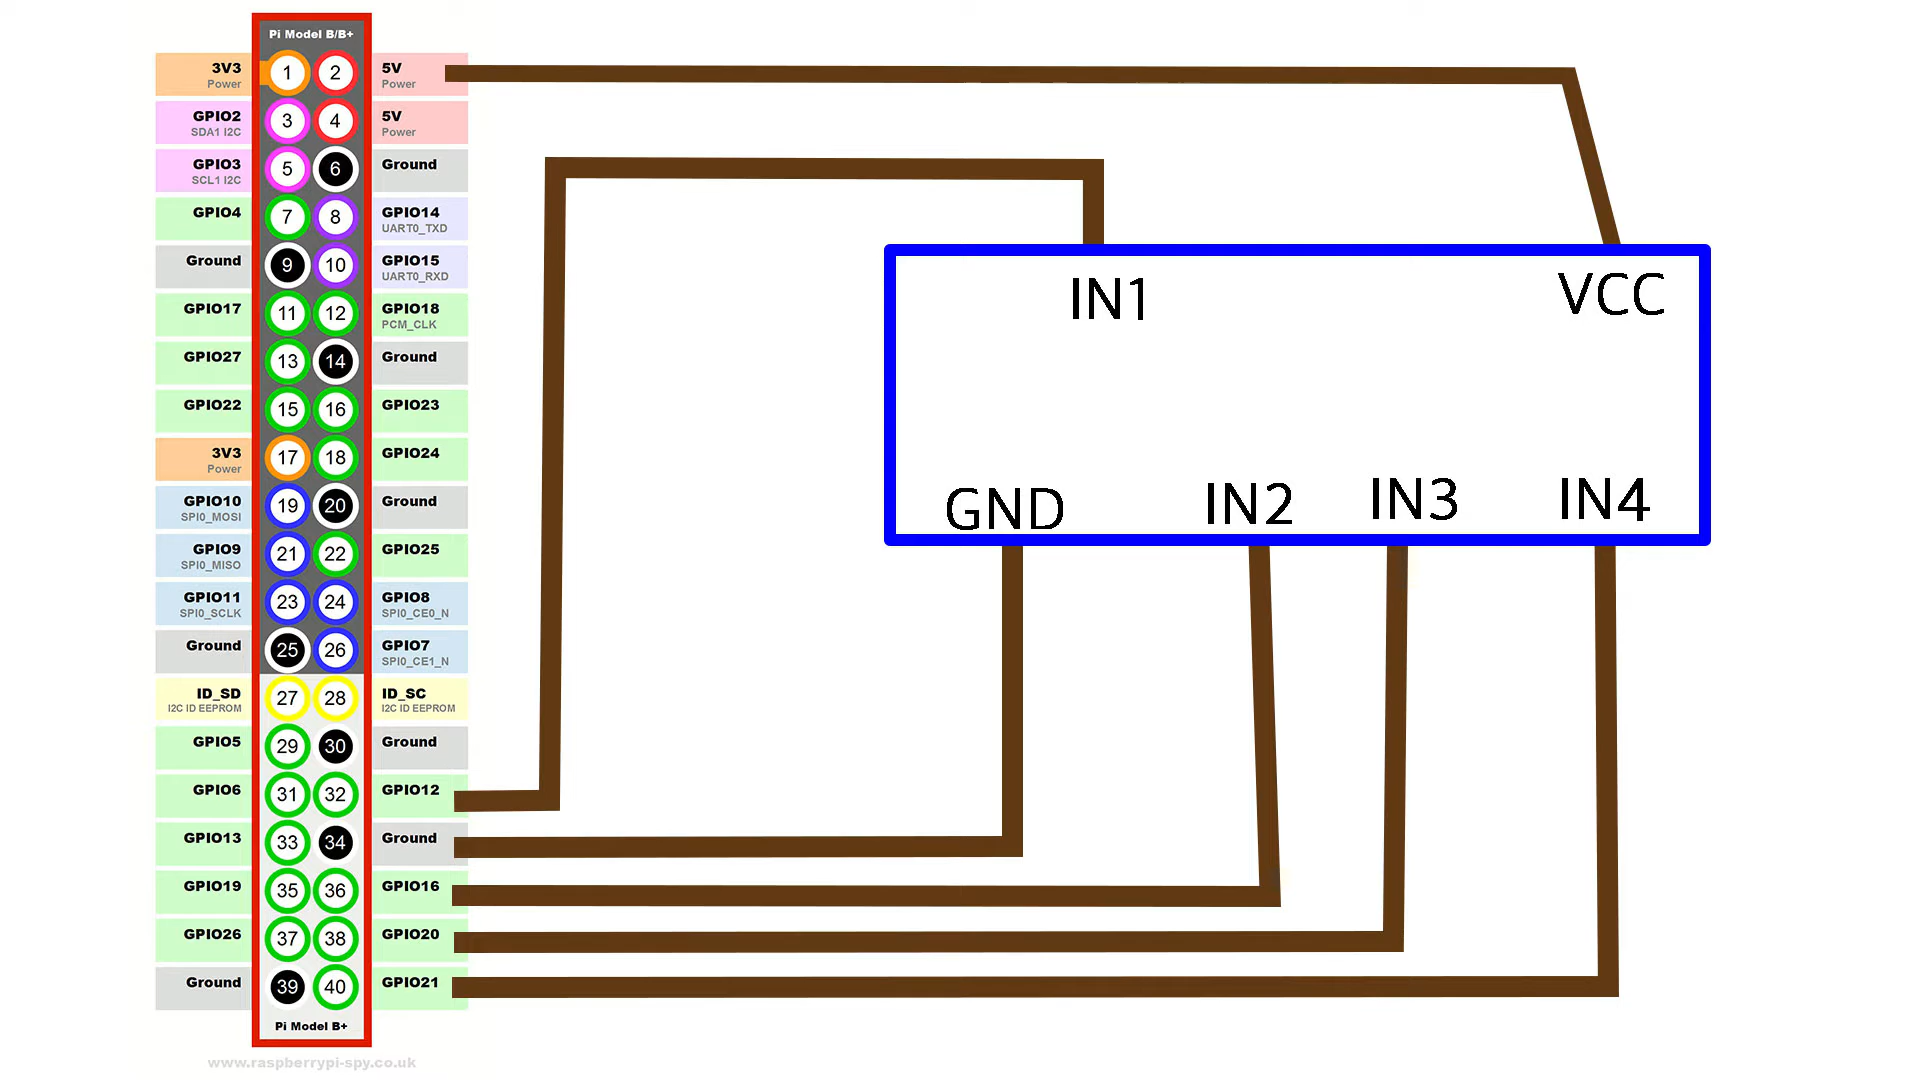 Pi Model B/B+
3V3 1 2 5V
Power Power
GPIO2 3 4 5V
SDA1 I2C Power
GPIO3 5 6 Ground
SCL1 I2C
GPIO4 7 8 GPIO14
UART0_TXD
Ground 9 10 GPIO15
UART0_RXD
GPIO17 11 12 GPIO18
PCM_CLK
GPIO27 13 14 Ground
GPIO22 15 16 GPIO23
3V3 17 18 GPIO24
Power
GPIO10 19 20 Ground
SPI0_MOSI
GPIO9 21 22 GPIO25
SPI0_MISO
GPIO11 23 24 GPIO8
SPI0_SCLK SPI0_CE0_N
Ground 25 26 GPIO7
SPI0_CE1_N
ID_SD 27 28 ID_SC
I2C ID EEPROM I2C ID EEPROM
GPIO5 29 30 Ground
GPIO6 31 32 GPIO12
GPIO13 33 34 Ground
GPIO19 35 36 GPIO16
GPIO26 37 38 GPIO20
Ground 39 40 GPIO21
Pi Model B+
www.raspberrypi-spy.co.uk
IN1 VCC
GND IN2 IN3 IN4